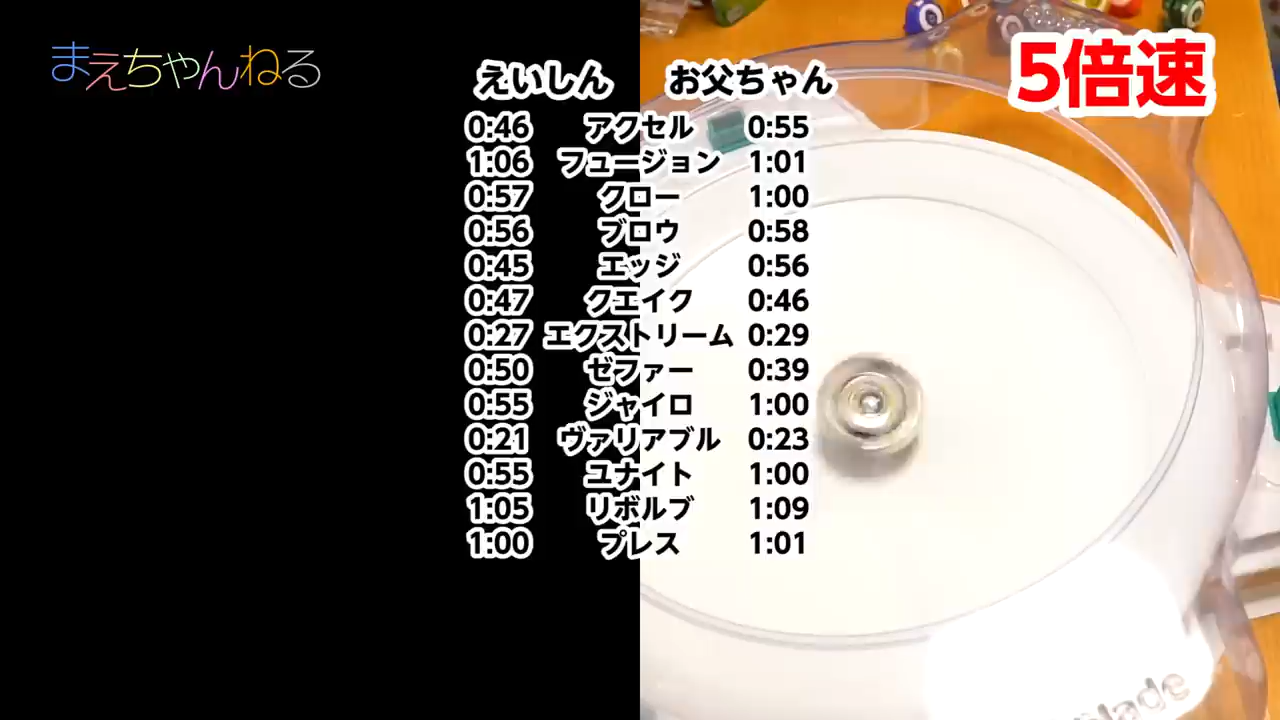 まえちゃんねる
5倍速
えいしん お父ちゃん
0:46 アクセル 0:55
1:06 フュージョン 1:01
0:57 クロー 1:00
0:56 ブロウ 0:58
0:45 エッジ 0:56
0:47 クエイク 0:46
0:27 エクストリーム 0:29
0:50 ゼファー 0:39
0:55 ジャイロ 1:00
0:21 ヴァリアブル 0:23
0:55 ユナイト 1:00
1:05 リボルブ 1:09
1:00 プレス 1:01
lade